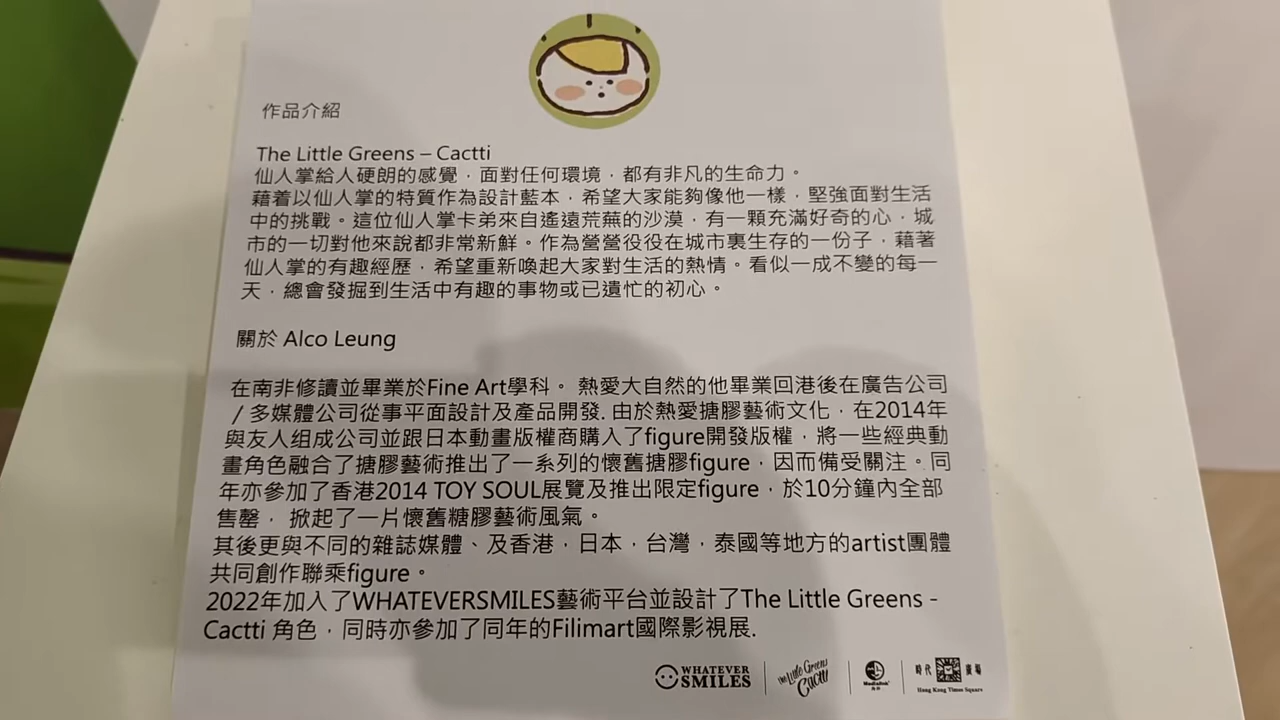 作品介紹
The Little Greens – Cactti
仙人掌給人硬朗的感覺，面對任何環境，都有非凡的生命力。
藉着以仙人掌的特質作為設計藍本，希望大家能夠像他一樣，堅強面對生活
中的挑戰。這位仙人掌卡弟來自遙遠荒蕪的沙漠，有一顆充滿好奇的心，城
市的一切對他來說都非常新鮮。作為營營役役在城市裏生存的一份子，藉著
仙人掌的有趣經歷，希望重新喚起大家對生活的熱情。看似一成不變的每一
天，總會發掘到生活中有趣的事物或已遺忘的初心。
關於 Alco Leung
在南非修讀並畢業於Fine Art學科。 熱愛大自然的他畢業回港後在廣告公司
/ 多媒體公司從事平面設計及產品開發. 由於熱愛搪膠藝術文化，在2014年
與友人組成公司並跟日本動畫版權商購入了figure開發版權，將一些經典動
畫角色融合了搪膠藝術推出了一系列的懷舊搪膠figure，因而備受關注。同
年亦參加了香港2014 TOY SOUL展覽及推出限定figure，於10分鐘內全部
售罄， 掀起了一片懷舊糖膠藝術風氣。
其後更與不同的雜誌媒體、及香港，日本，台灣，泰國等地方的artist團體
共同創作聯乘figure。
2022年加入了WHATEVERSMILES藝術平台並設計了The Little Greens -
Cactti 角色，同時亦參加了同年的Filimart國際影視展.
WHATEVER SMILES
The Little Greens Cactti
Medialink
時代廣場
Hong Kong Times Square